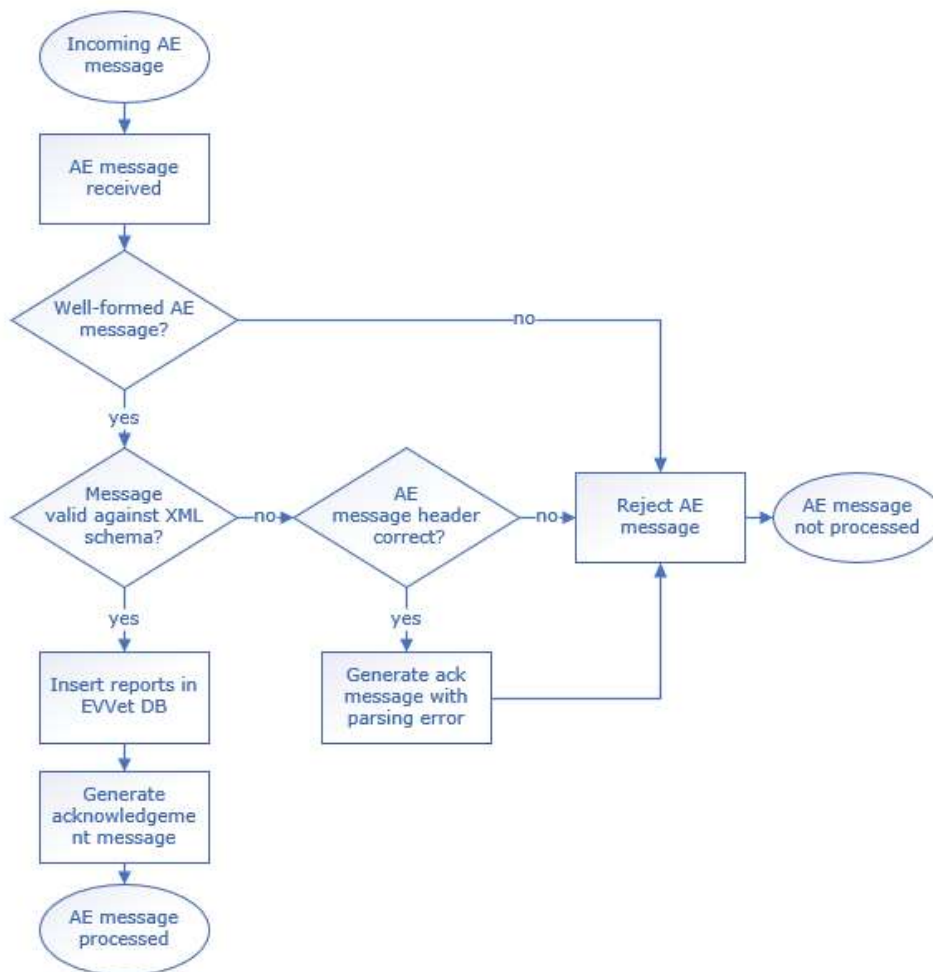 Incoming AE
message
AE message
received
Well-formed AE
message?
no
yes
Message
valid against XML
schema?
no
AE
message header
correct?
no
Reject AE
message
AE message
not processed
yes
yes
Insert reports in
EVVet DB
Generate ack
message with
parsing error
Generate
acknowledgeme
nt message
AE message
processed